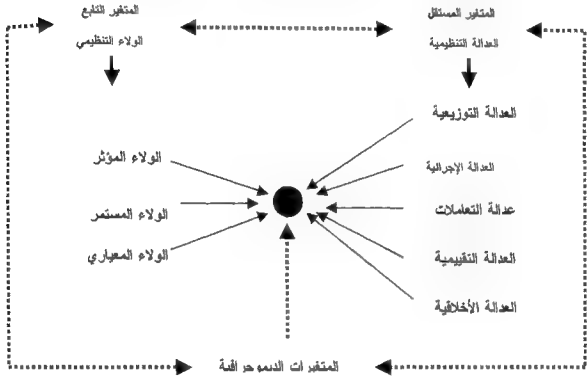 المتغير المستقل
العدالة التنظيمية
المتغير التابع
الولاء التنظيمي
العدالة التوزيعية
العدالة الإجرائية
عدالة التعاملات
العدالة التقييمية
العدالة الأخلاقية
الولاء المؤثر
الولاء المستمر
الولاء المعياري
المتغيرات الديموجرافية